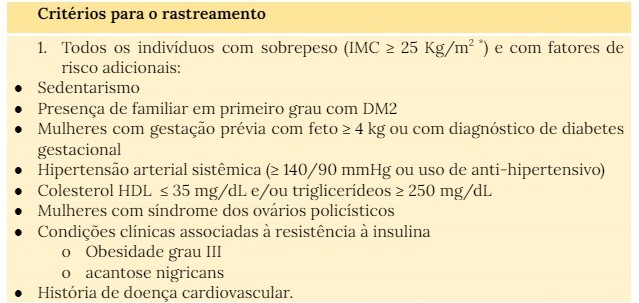 Critérios para o rastreamento
1. Todos os indivíduos com sobrepeso (IMC ≥ 25 Kg/m² *) e com fatores de
risco adicionais:
● Sedentarismo
● Presença de familiar em primeiro grau com DM2
● Mulheres com gestação prévia com feto ≥ 4 kg ou com diagnóstico de diabetes
gestacional
● Hipertensão arterial sistêmica (≥ 140/90 mmHg ou uso de anti-hipertensivo)
● Colesterol HDL ≤ 35 mg/dL e/ou triglicerídeos ≥ 250 mg/dL
● Mulheres com síndrome dos ovários policísticos
● Condições clínicas associadas à resistência à insulina
o Obesidade grau III
o acantose nigricans
● História de doença cardiovascular.